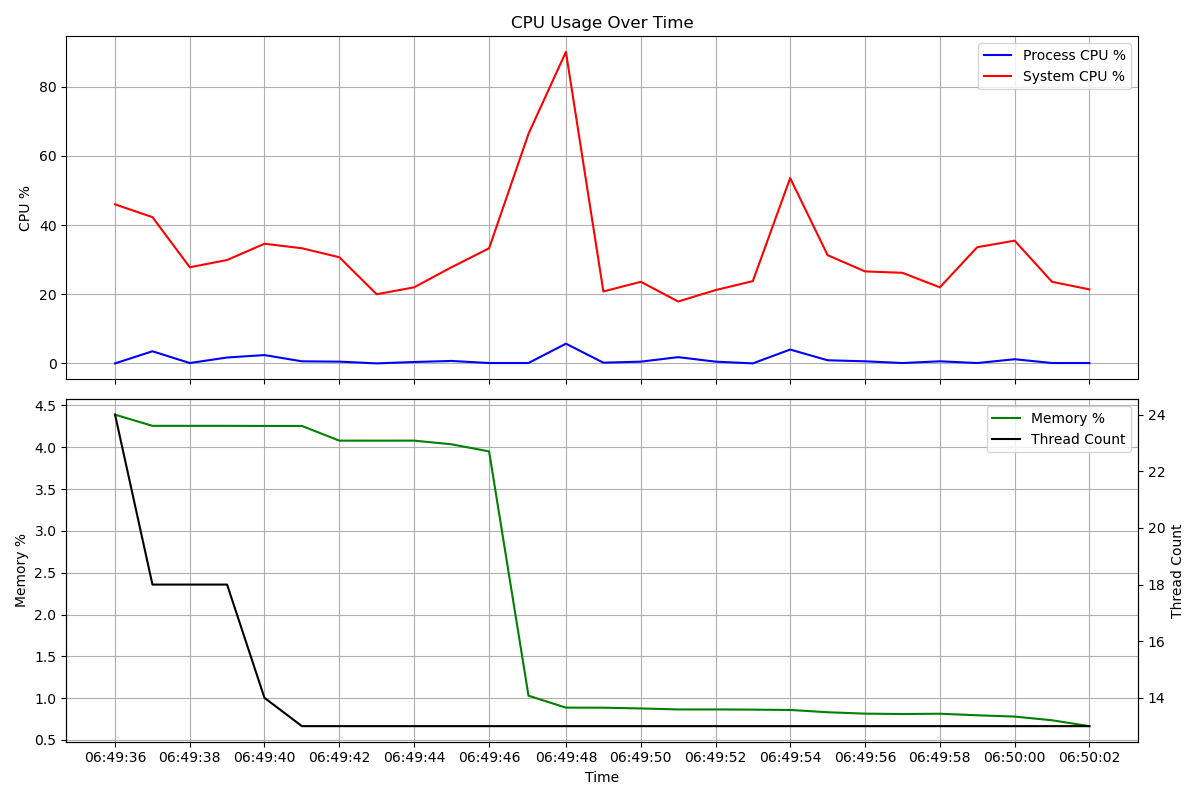 CPU Usage Over Time
Process CPU %
System CPU %
CPU %
80
60
40
20
0
Memory %
Thread Count
Memory %
4.5
4.0
3.5
3.0
2.5
2.0
1.5
1.0
0.5
24
22
20
18
16
14
Thread Count
06:49:36 06:49:38 06:49:40 06:49:42 06:49:44 06:49:46 06:49:48 06:49:50 06:49:52 06:49:54 06:49:56 06:49:58 06:50:00 06:50:02
Time